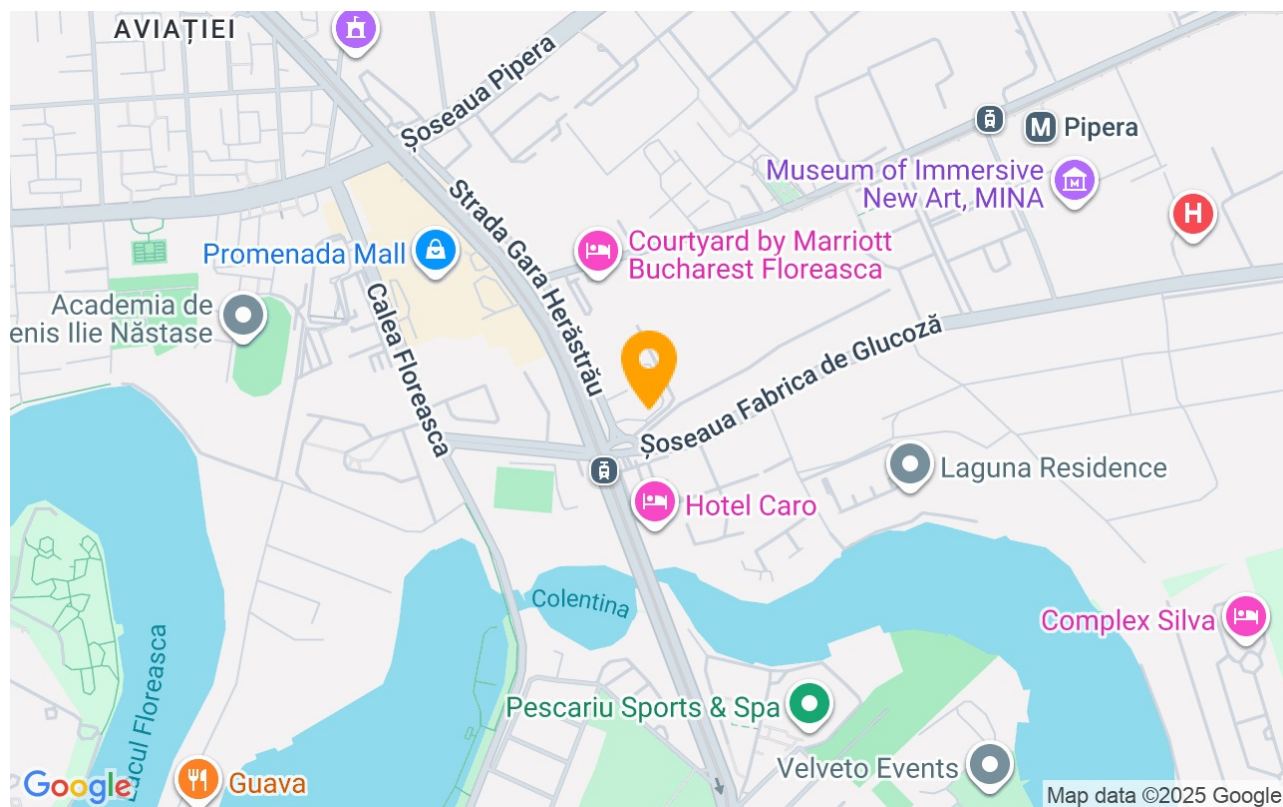 AVIAȚIEI
Șoseaua Pipera
M Pipera
Museum of Immersive
New Art, MINA
H
Strada Gara Herăstrău
Promenada Mall
Courtyard by Marriott
Bucharest Floreasca
Academia de
enis Ilie Năstase
Calea Floreasca
Șoseaua Fabrica de Glucoză
Laguna Residence
Hotel Caro
Colentina
Complex Silva
Lacul Floreasca
Pescariu Sports & Spa
Velveto Events
Guava
Google
Map data ©2025 Google